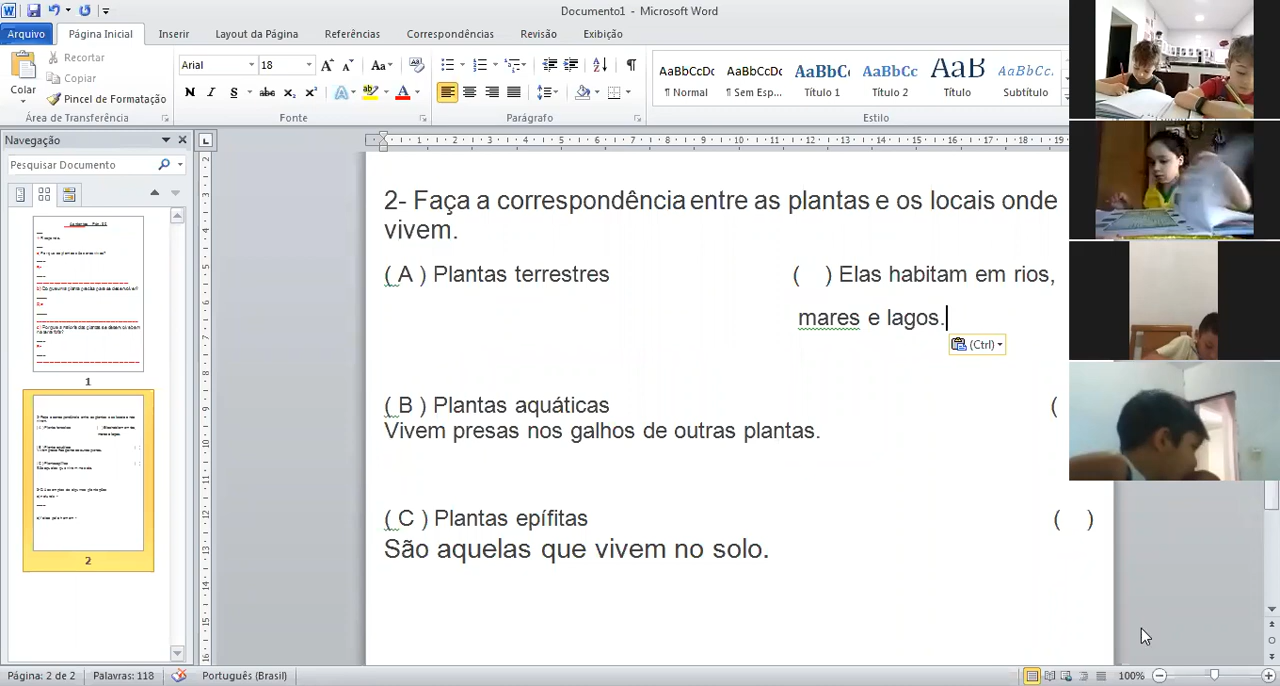 Documento1 - Microsoft Word
Arquivo Página Inicial Inserir Layout da Página Referências Correspondências Revisão Exibição
Colar
Recortar
Copiar
Pincel de Formatação
Área de Transferência
Arial 18
Fonte
Parágrafo
AaBbCcDc AaBbCcDc AaBbC AaBbCc AaB AaBbCc.
¶ Normal ¶ Sem Esp... Título 1 Título 2 Título Subtítulo
Estilo
Navegação
Pesquisar Documento
1
2
2- Faça a correspondência entre as plantas e os locais onde
vivem.
( A ) Plantas terrestres ( ) Elas habitam em rios,
mares e lagos.
(Ctrl)
( B ) Plantas aquáticas (
Vivem presas nos galhos de outras plantas.
( C ) Plantas epífitas ( )
São aquelas que vivem no solo.
Página: 2 de 2 Palavras: 118 Português (Brasil) 100%